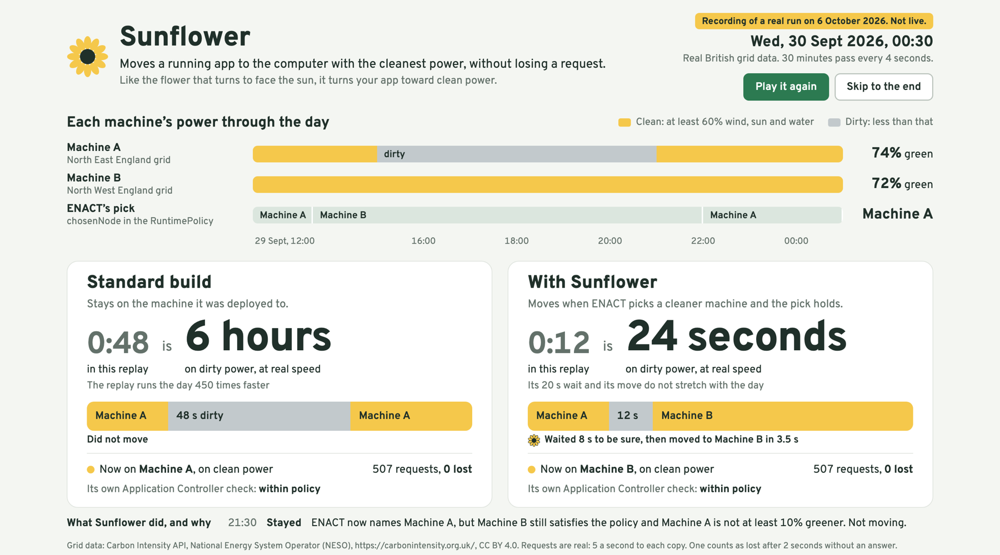 Sunflower
Moves a running app to the computer with the cleanest power, without losing a request.
Like the flower that turns to face the sun, it turns your app toward clean power.
Recording of a real run on 6 October 2026. Not live.
Wed, 30 Sept 2026, 00:30
Real British grid data. 30 minutes pass every 4 seconds.
Play it again
Skip to the end
Each machine’s power through the day
Clean: at least 60% wind, sun and water
Dirty: less than that
Machine A
North East England grid
dirty
74% green
Machine B
North West England grid
72% green
ENACT’s pick
chosenNode in the RuntimePolicy
Machine A
Machine B
Machine A
Machine A
29 Sept, 12:00
16:00
18:00
20:00
22:00
00:00
Standard build
Stays on the machine it was deployed to.
0:48 is 6 hours
in this replay
on dirty power, at real speed
The replay runs the day 450 times faster
Machine A
48 s dirty
Machine A
Did not move
Now on Machine A, on clean power
507 requests, 0 lost
Its own Application Controller check: within policy
With Sunflower
Moves when ENACT picks a cleaner machine and the pick holds.
0:12 is 24 seconds
in this replay
on dirty power, at real speed
Its 20 s wait and its move do not stretch with the day
Machine A
12 s
Machine B
Waited 8 s to be sure, then moved to Machine B in 3.5 s
Now on Machine B, on clean power
507 requests, 0 lost
Its own Application Controller check: within policy
What Sunflower did, and why
21:30 Stayed ENACT now names Machine A, but Machine B still satisfies the policy and Machine A is not at least 10% greener. Not moving.
Grid data: Carbon Intensity API, National Energy System Operator (NESO), https://carbonintensity.org.uk/, CC BY 4.0. Requests are real: 5 a second to each copy. One counts as lost after 2 seconds without an answer.